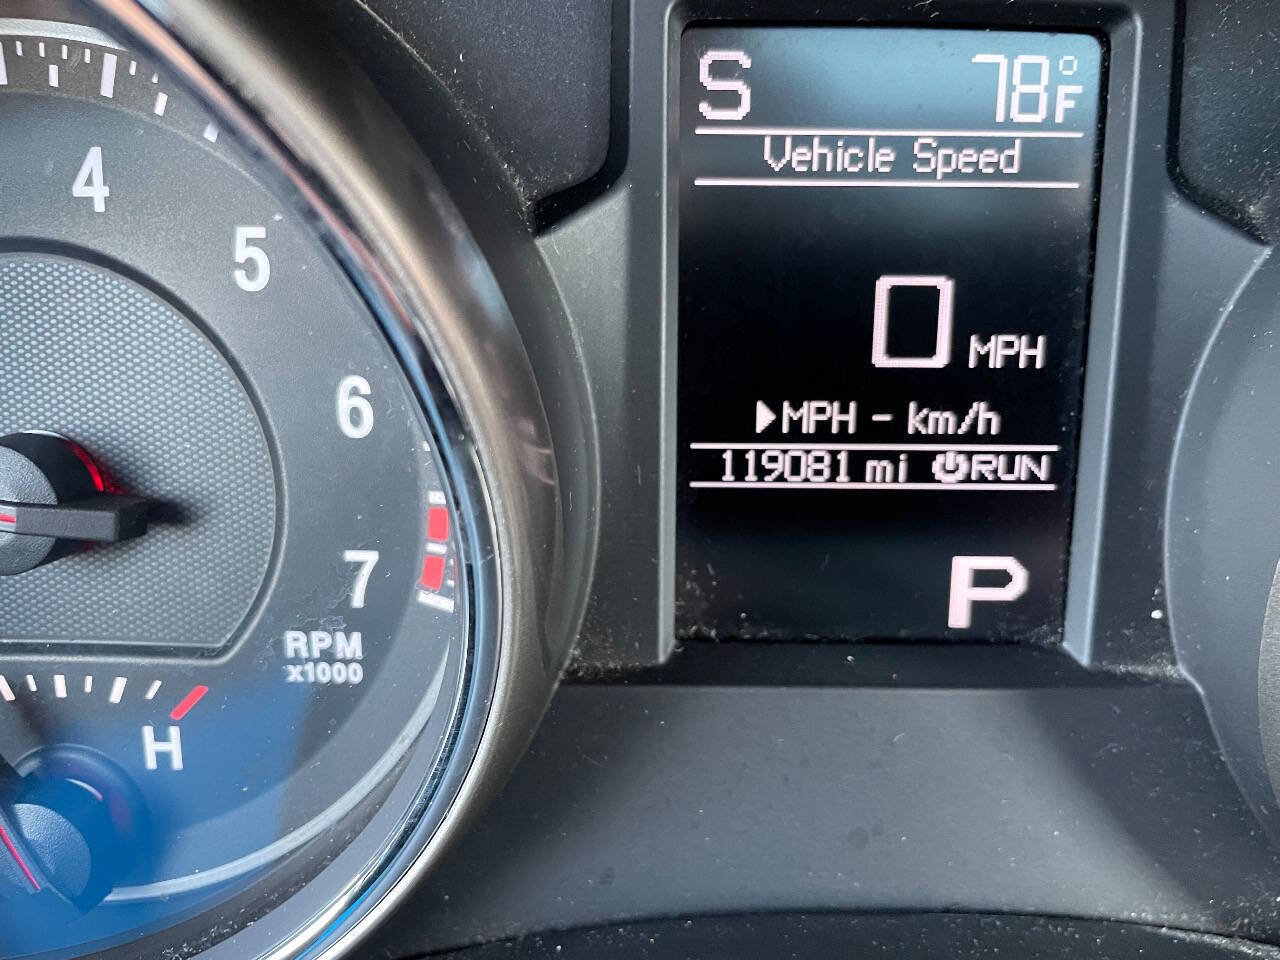 4
5
6
7
RPM
x1000
H
S 78°F
Vehicle Speed
0 MPH
▶MPH - km/h
119081 mi RUN
P